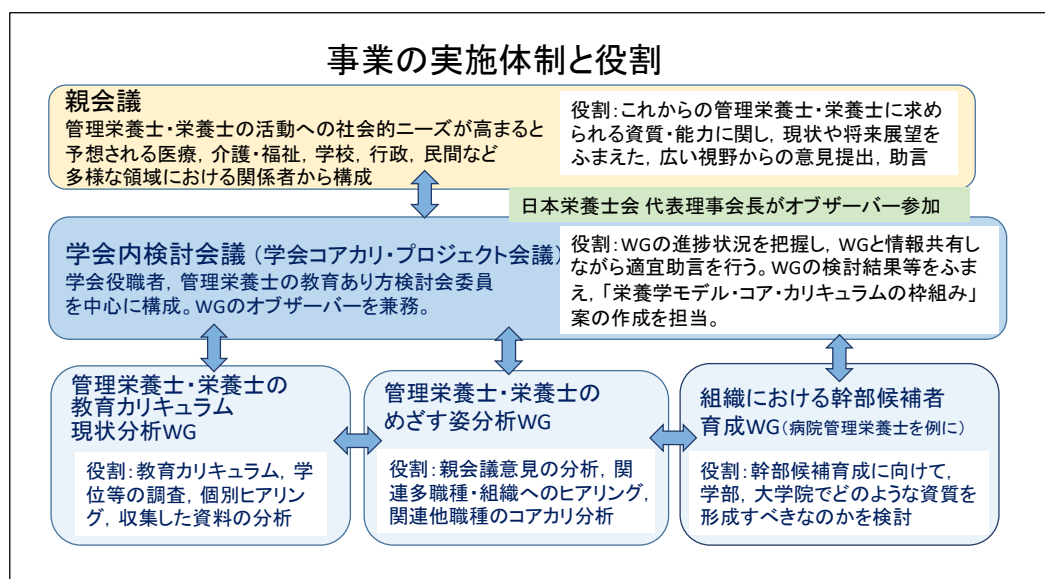 事業の実施体制と役割
親会議
管理栄養士・栄養士の活動への社会的ニーズが高まると
予想される医療，介護・福祉，学校，行政，民間など
多様な領域における関係者から構成
役割：これからの管理栄養士・栄養士に求め
られる資質・能力に関し，現状や将来展望を
ふまえた，広い視野からの意見提出，助言
日本栄養士会 代表理事会長がオブザーバー参加
学会内検討会議（学会コアカリ・プロジェクト会議）
学会役職者，管理栄養士の教育あり方検討会委員
を中心に構成。WGのオブザーバーを兼務。
役割：WGの進捗状況を把握し，WGと情報共有し
ながら適宜助言を行う。WGの検討結果等をふま
え，「栄養学モデル・コア・カリキュラムの枠組み」
案の作成を担当。
管理栄養士・栄養士の
教育カリキュラム
現状分析WG
役割：教育カリキュラム，学
位等の調査，個別ヒアリン
グ，収集した資料の分析
管理栄養士・栄養士の
めざす姿分析WG
役割：親会議意見の分析，関
連多職種・組織へのヒアリング，
関連他職種のコアカリ分析
組織における幹部候補者
育成WG（病院管理栄養士を例に）
役割：幹部候補育成に向けて，
学部，大学院でどのような資質を
形成すべきなのかを検討